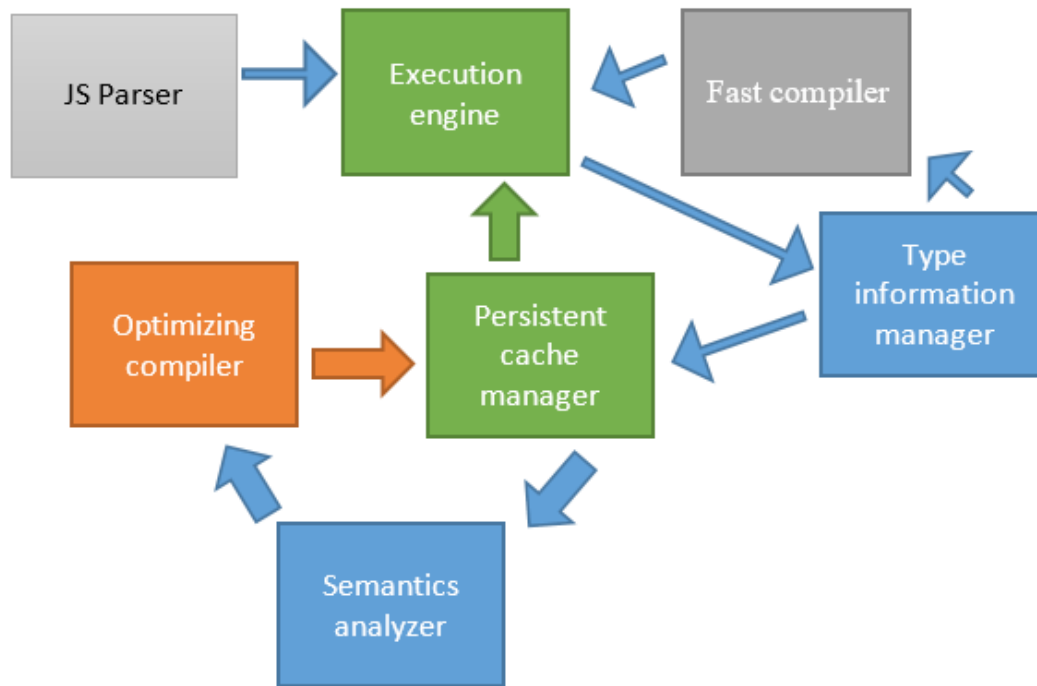 JS Parser
Execution
engine
Fast compiler
Type
information
manager
Optimizing
compiler
Persistent
cache
manager
Semantics
analyzer